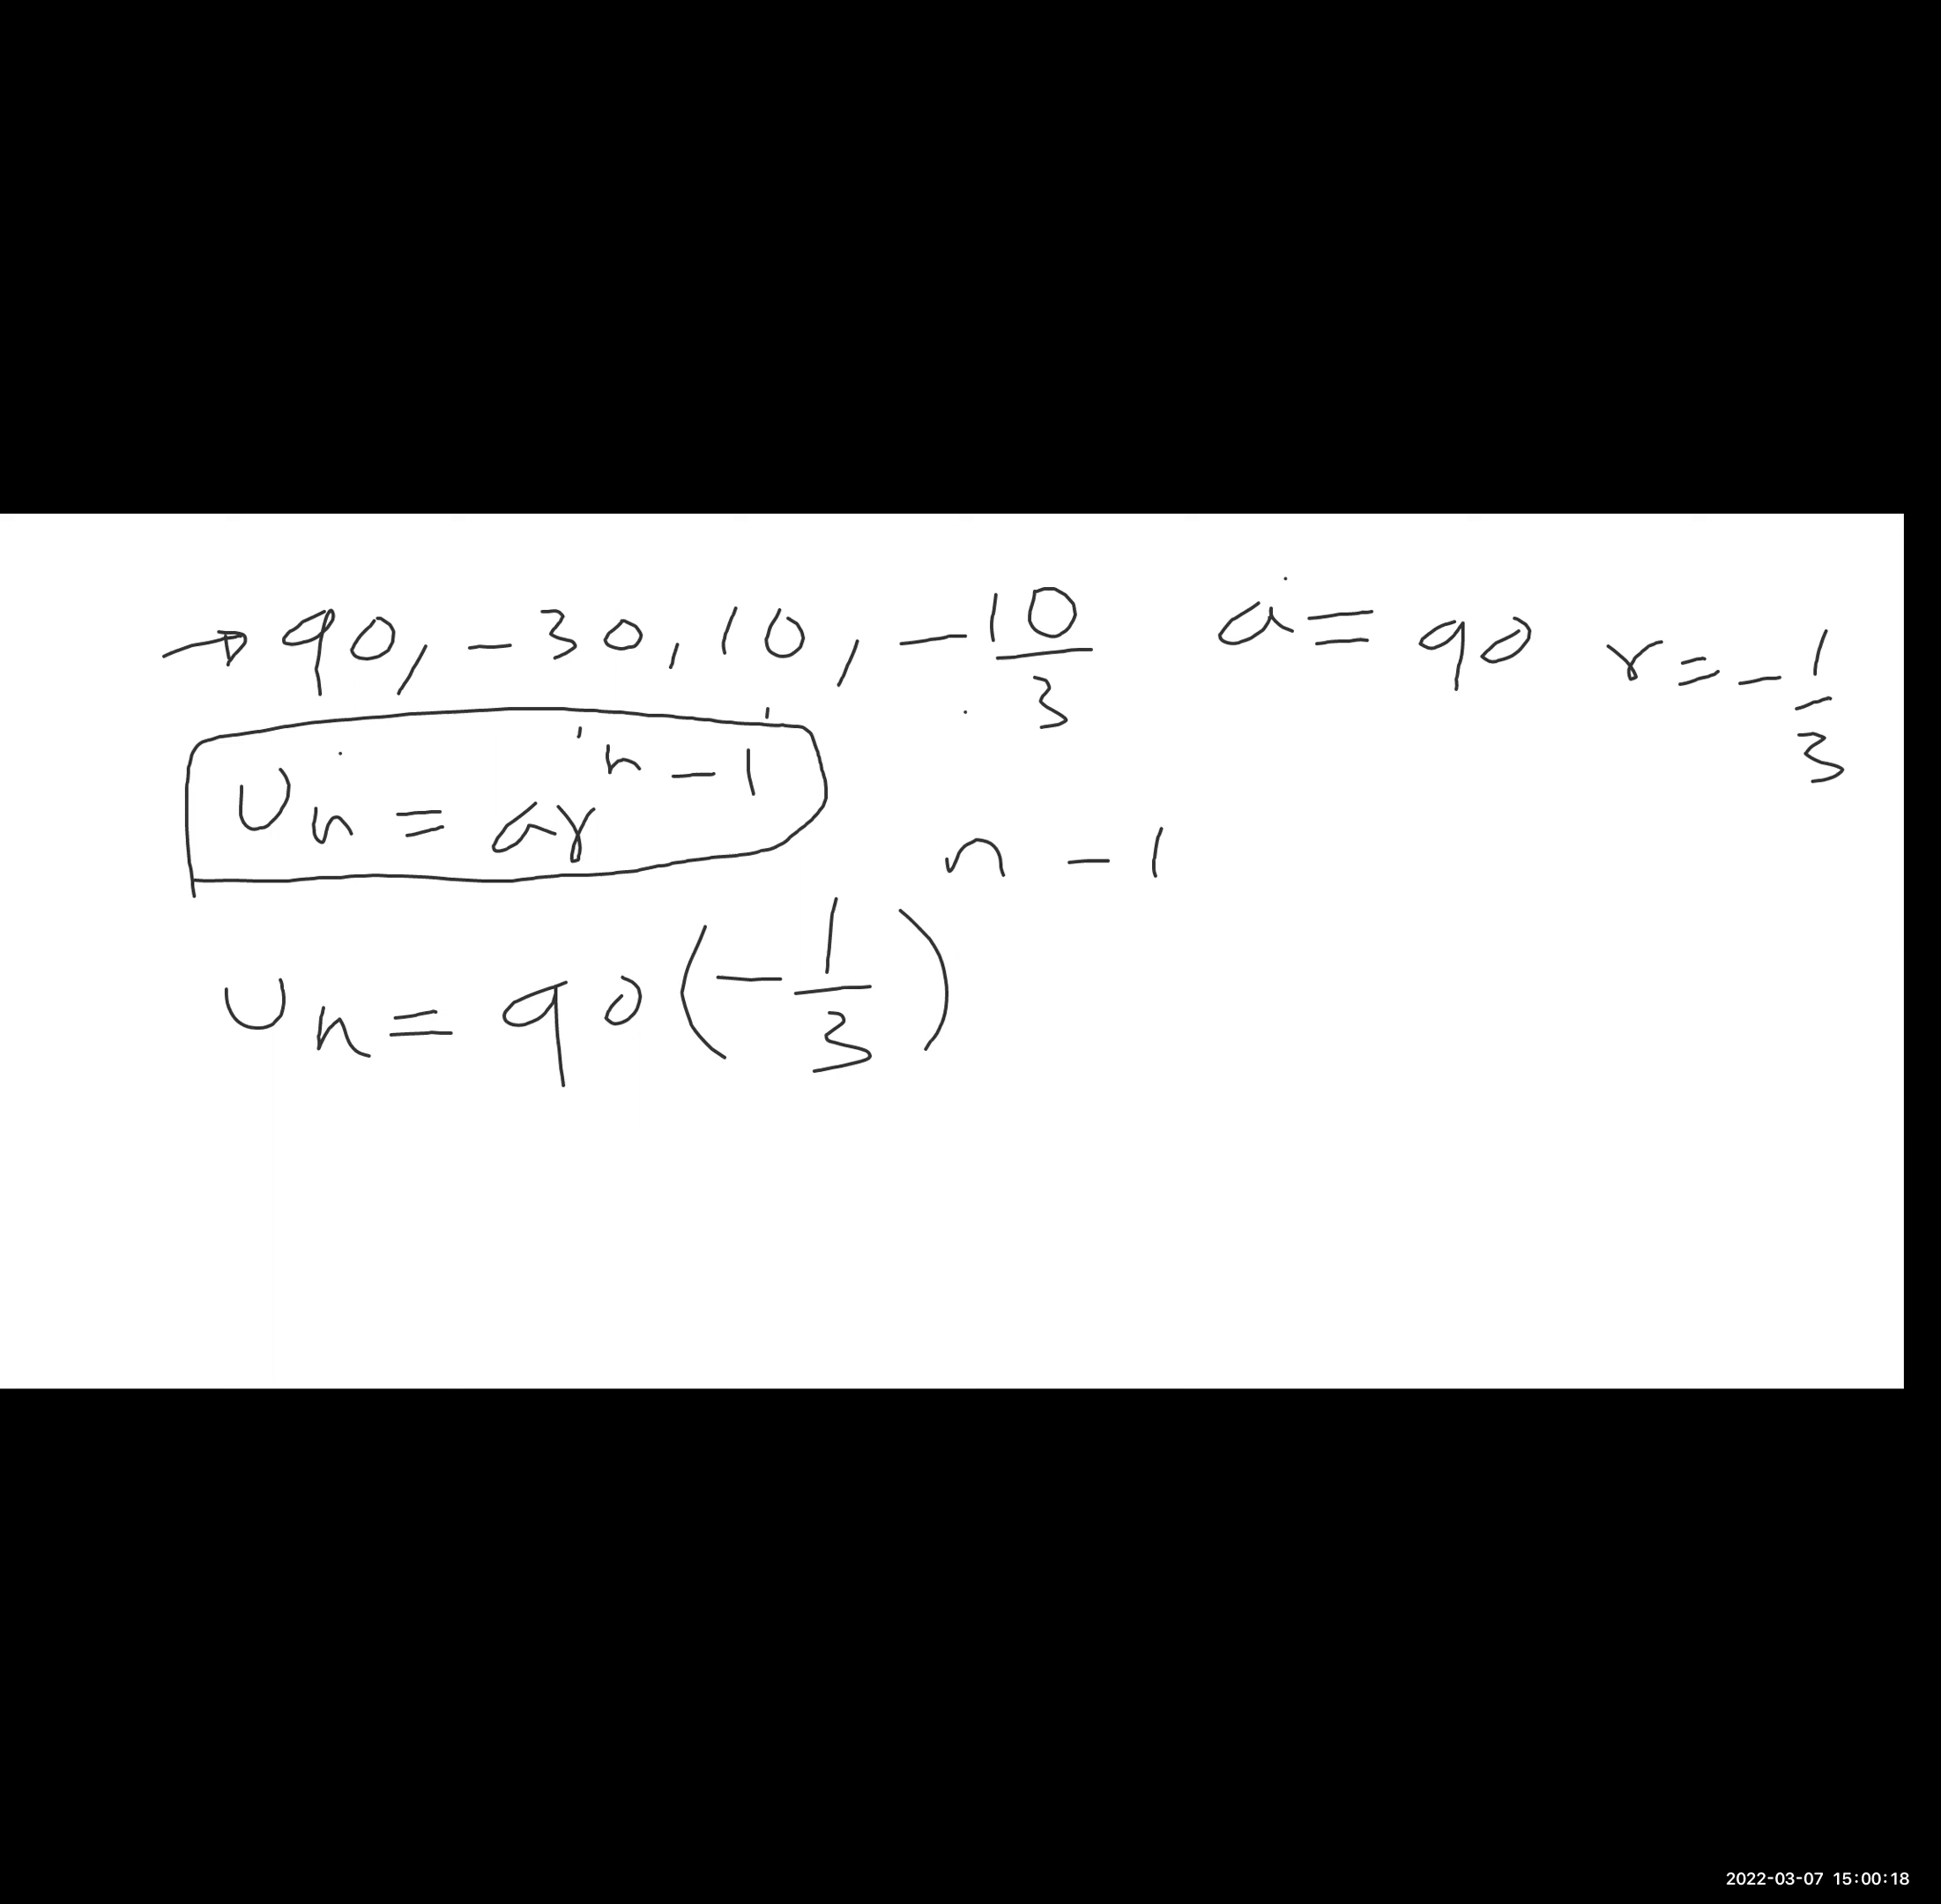 → 90, -30, 10, -10/3 a = 90 r = -1/3
Uₙ = arⁿ⁻¹
Uₙ = 90(-1/3)ⁿ⁻¹
2022-03-07 15:00:18